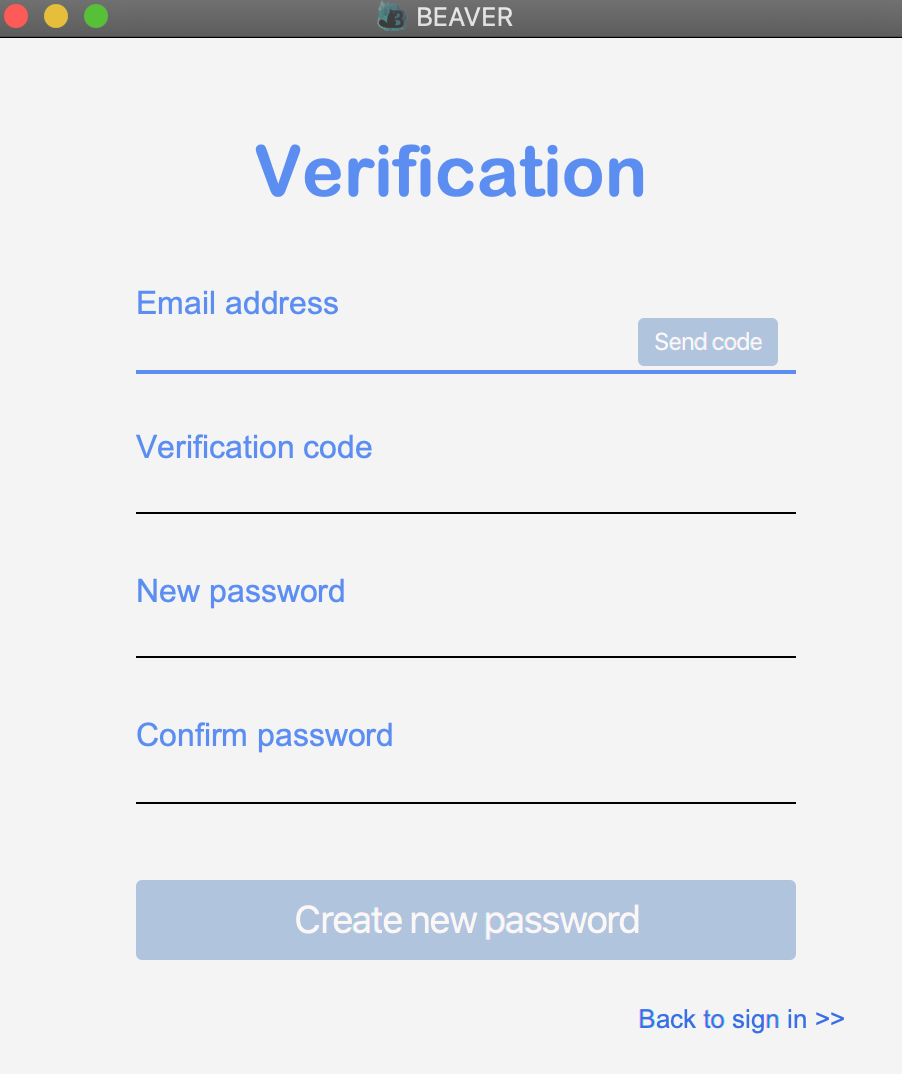 BEAVER
Verification
Email address
Send code
Verification code
New password
Confirm password
Create new password
Back to sign in >>